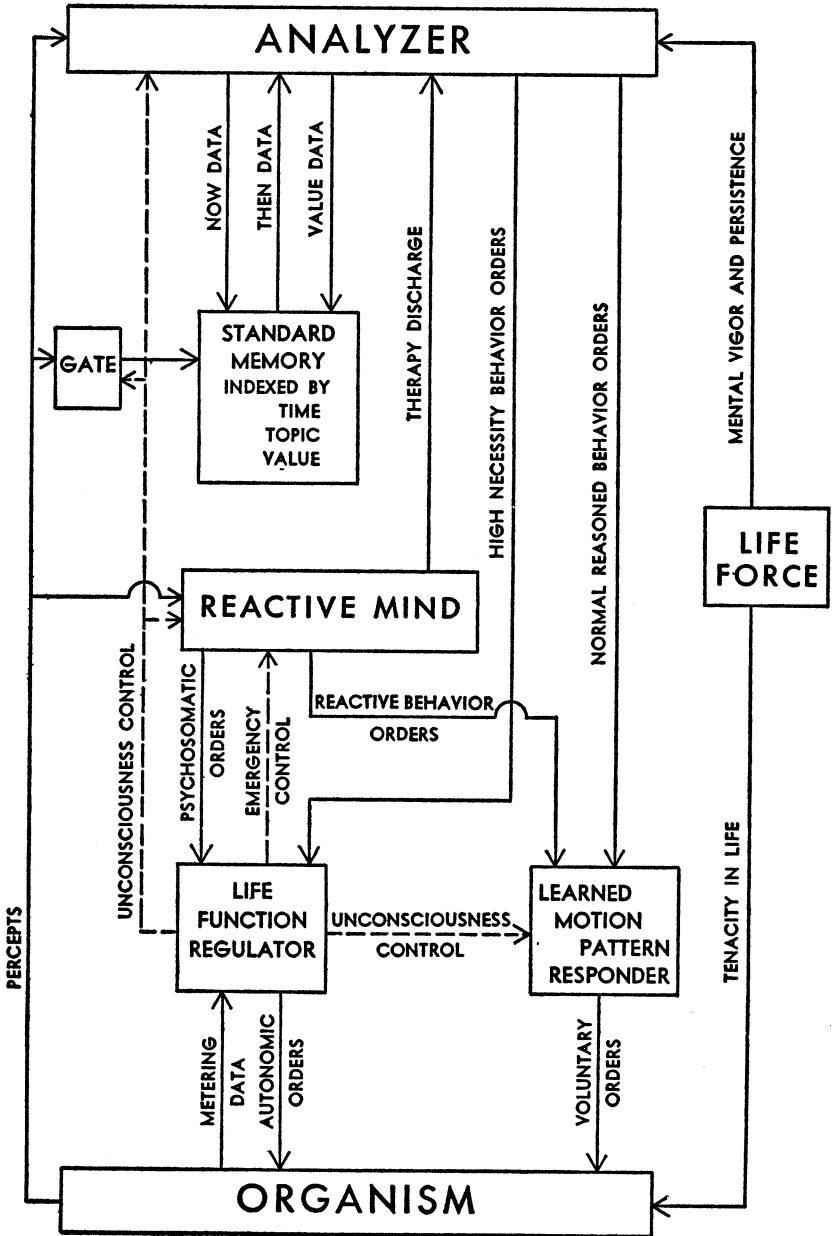 ANALYZER
NOW DATA
THEN DATA
VALUE DATA
THERAPY DISCHARGE
HIGH NECESSITY BEHAVIOR ORDERS
NORMAL REASONED BEHAVIOR ORDERS
MENTAL VIGOR AND PERSISTENCE
GATE
STANDARD
MEMORY
INDEXED BY
TIME
TOPIC
VALUE
LIFE
FORCE
REACTIVE MIND
UNCONSCIOUSNESS CONTROL
PSYCHOSOMATIC
ORDERS
EMERGENCY
CONTROL
REACTIVE BEHAVIOR
ORDERS
LIFE
FUNCTION
REGULATOR
UNCONSCIOUSNESS
CONTROL
LEARNED
MOTION
PATTERN
RESPONDER
TENACITY IN LIFE
PERCEPTS
METERING
DATA
AUTONOMIC
ORDERS
VOLUNTARY
ORDERS
ORGANISM